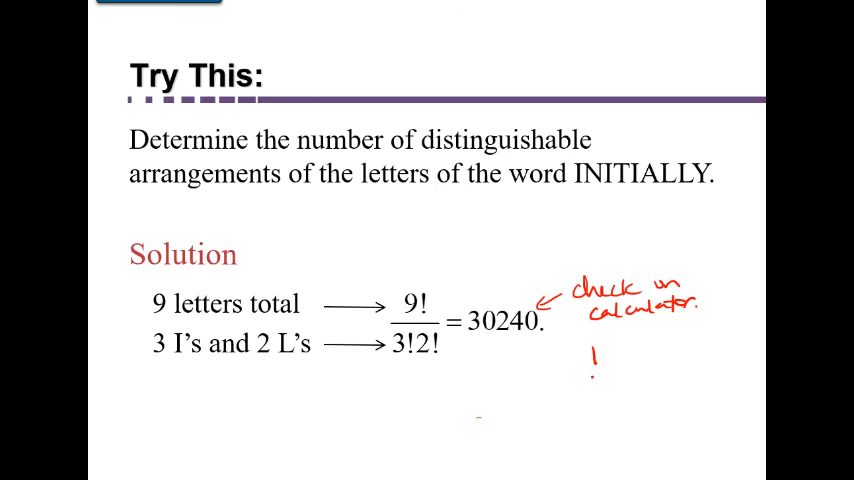 Try This:
Determine the number of distinguishable
arrangements of the letters of the word INITIALLY.
Solution
9 letters total 9!
3 I's and 2 L's 3!2! = 30240.
check on
calculator.
!